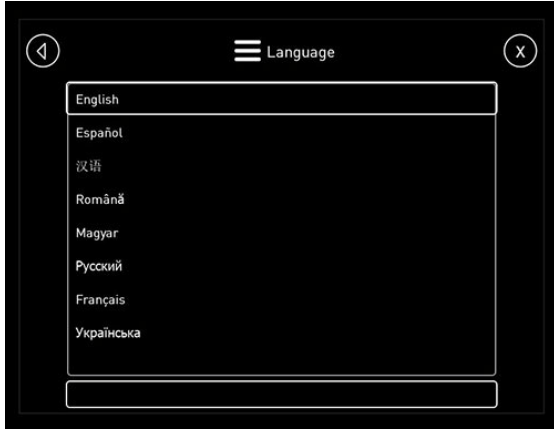 Language
X
English
Español
汉语
Română
Magyar
Русский
Français
Українська